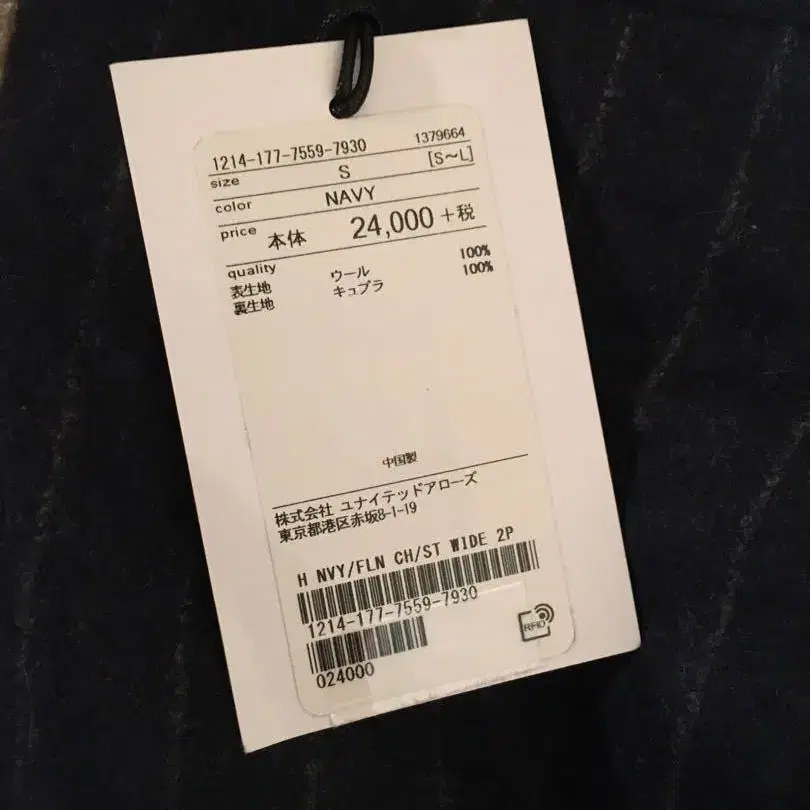 1214-177-7559-7930 1379664
size S [S~L]
color NAVY
price 本体 24,000+税
quality
表生地 ウール 100%
裏生地 キュプラ 100%
中国製
株式会社 ユナイテッドアローズ
東京都港区赤坂8-1-19
H NVY/FLN CH/ST WIDE 2P
1214-177-7559-7930
024000
RFID